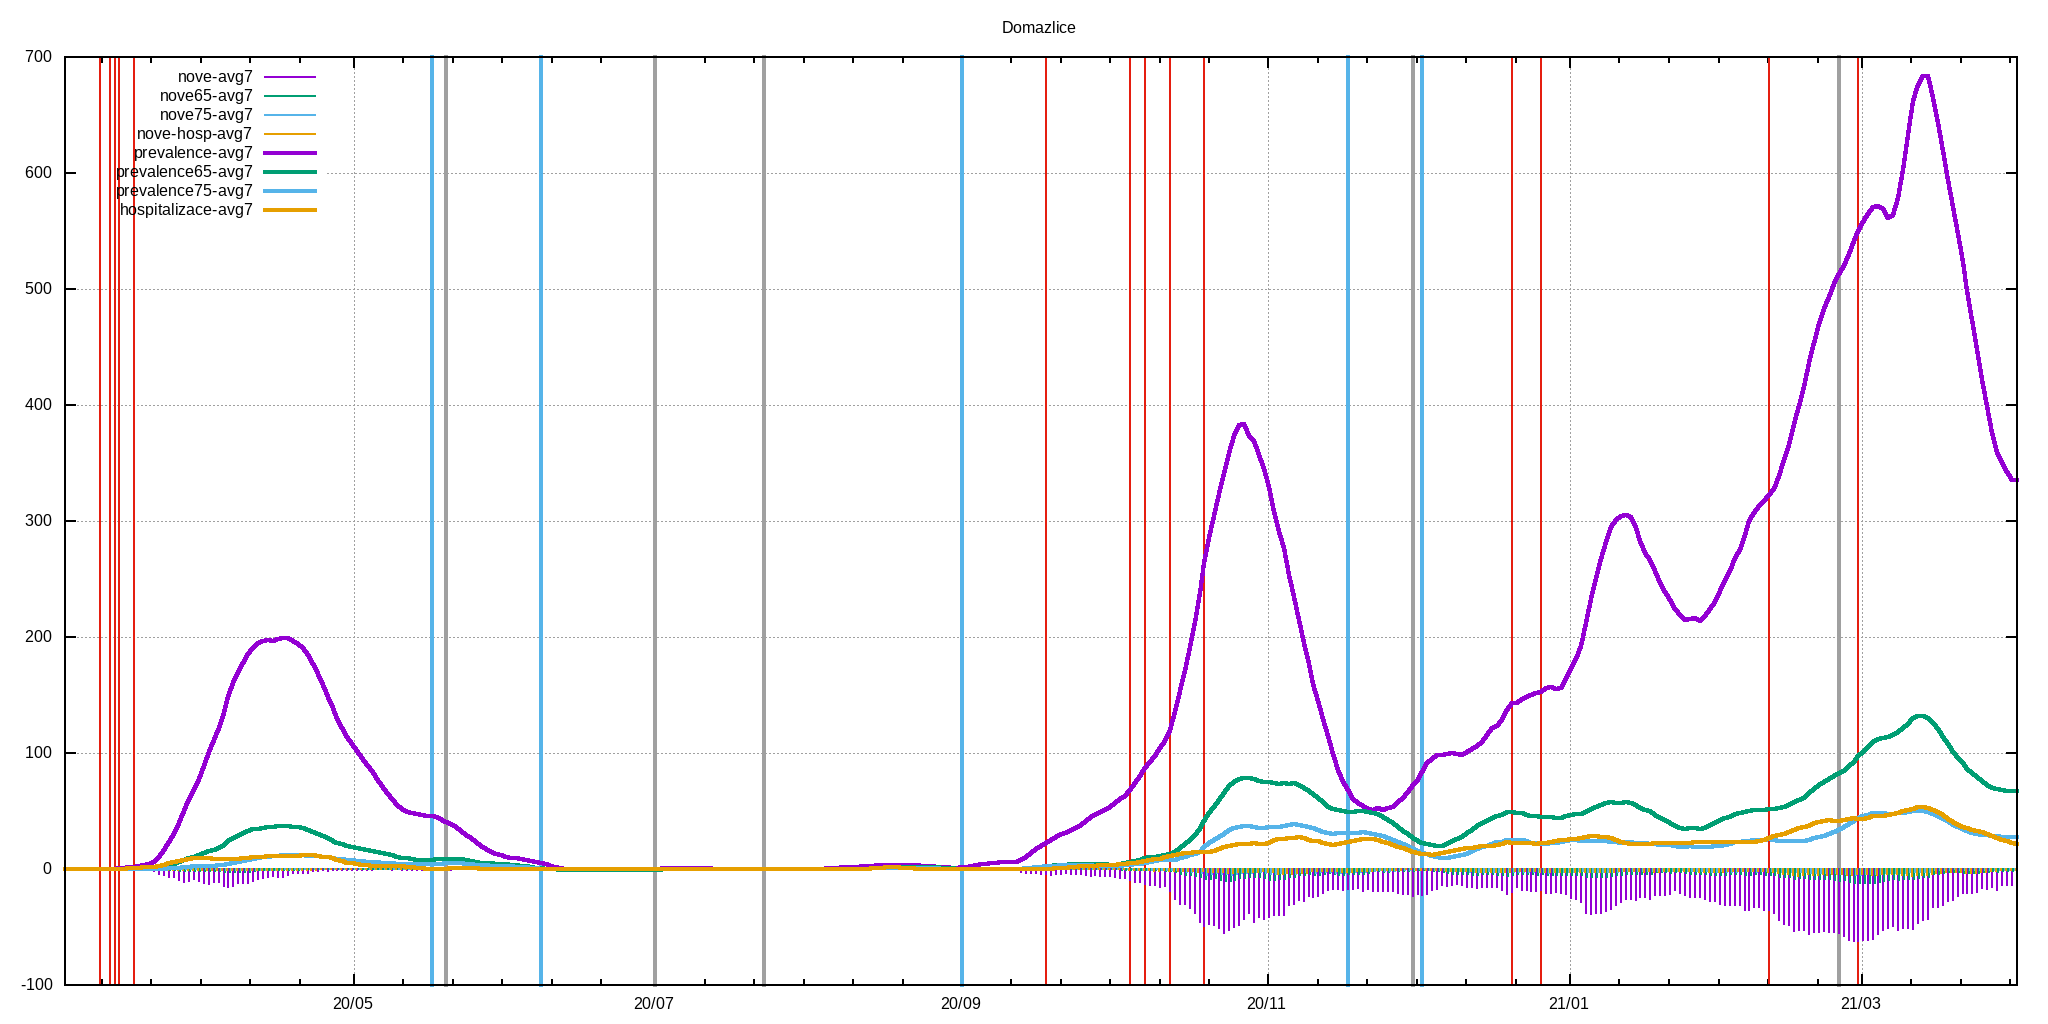 Domazlice
700
600
500
400
300
200
100
0
-100
nove-avg7
nove65-avg7
nove75-avg7
nove-hosp-avg7
prevalence-avg7
prevalence65-avg7
prevalence75-avg7
hospitalizace-avg7
20/05 20/07 20/09 20/11 21/01 21/03